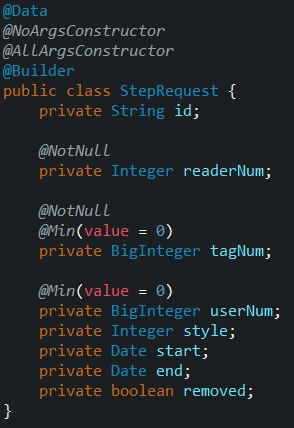 @Data
@NoArgsConstructor
@AllArgsConstructor
@Builder
public class StepRequest {
    private String id;

    @NotNull
    private Integer readerNum;

    @NotNull
    @Min(value = 0)
    private BigInteger tagNum;

    @Min(value = 0)
    private BigInteger userNum;
    private Integer style;
    private Date start;
    private Date end;
    private boolean removed;
}